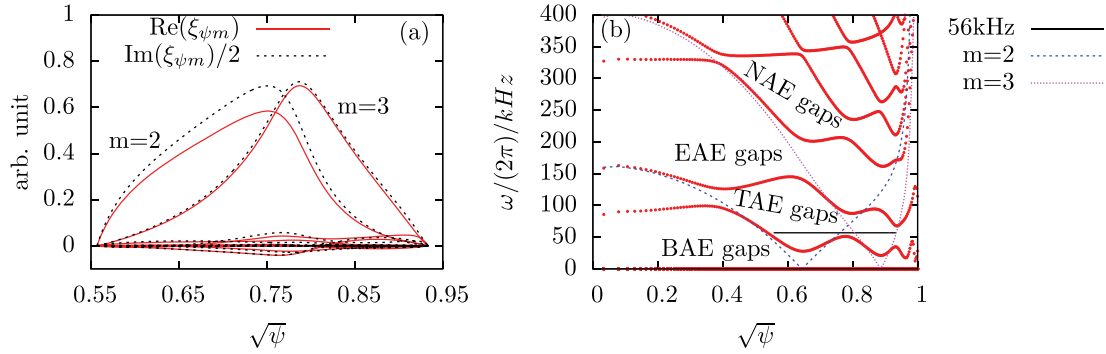 Re(ξψm)
Im(ξψm)/2
(a)
m=2
m=3
arb. unit
1
0.8
0.6
0.4
0.2
0
0.55
0.65
0.75
0.85
0.95
√ψ̅
(b)
NAE gaps
EAE gaps
TAE gaps
BAE gaps
ω/(2π)/kHz
400
350
300
250
200
150
100
50
0
0
0.2
0.4
0.6
0.8
1
√ψ̅
56kHz
m=2
m=3